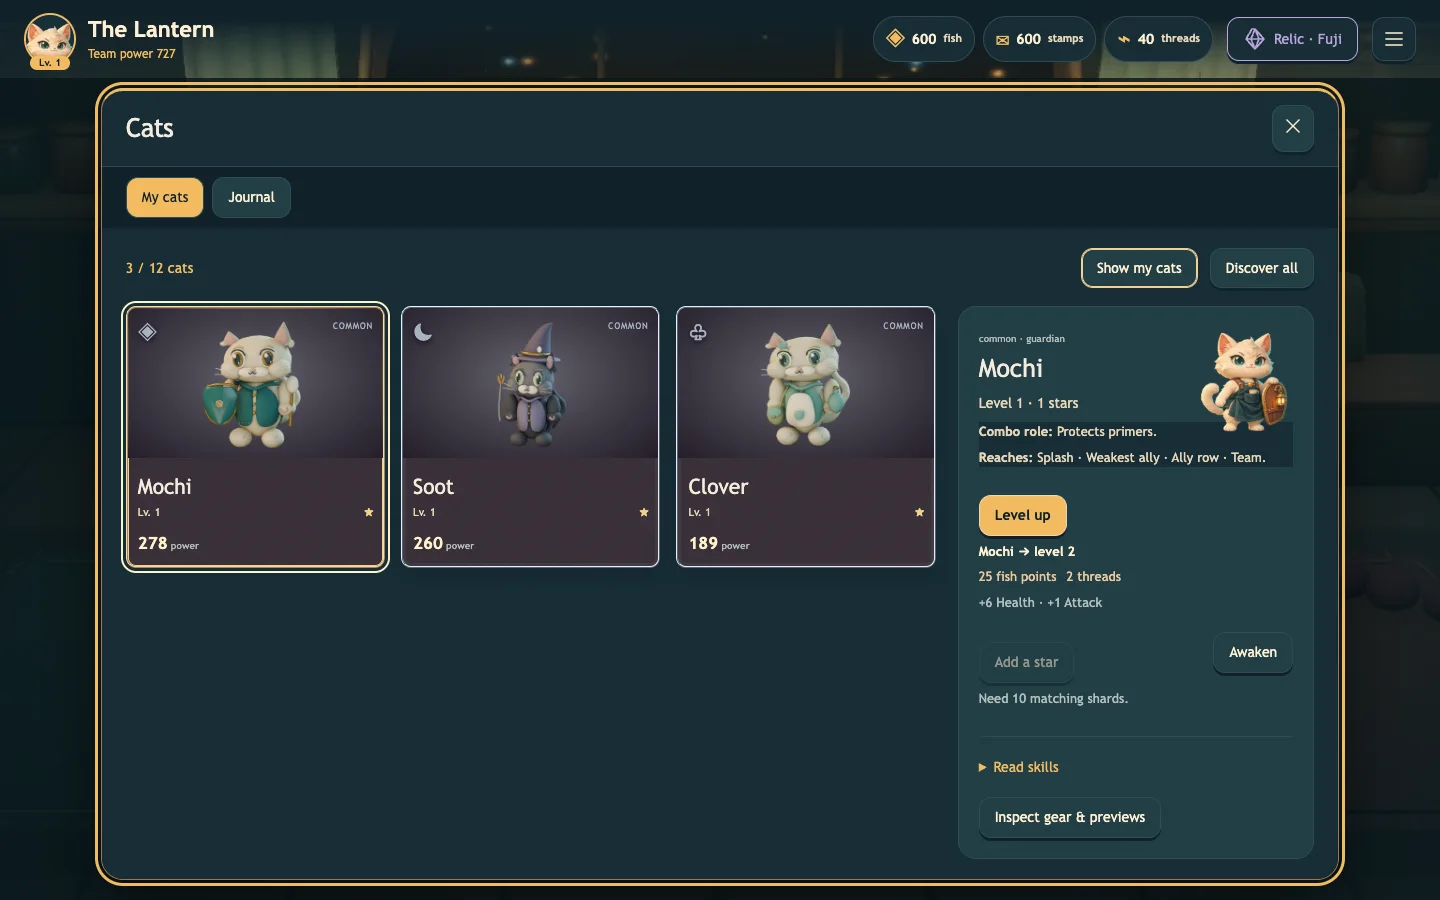 The Lantern
Team power 727
Lv. 1
600 fish
600 stamps
40 threads
Relic · Fuji
Cats
My cats
Journal
3 / 12 cats
Show my cats
Discover all
COMMON
Mochi
Lv. 1
278 power
COMMON
Soot
Lv. 1
260 power
COMMON
Clover
Lv. 1
189 power
common · guardian
Mochi
Level 1 · 1 stars
Combo role: Protects primers.
Reaches: Splash · Weakest ally · Ally row · Team.
Level up
Mochi → level 2
25 fish points 2 threads
+6 Health · +1 Attack
Add a star
Awaken
Need 10 matching shards.
Read skills
Inspect gear & previews